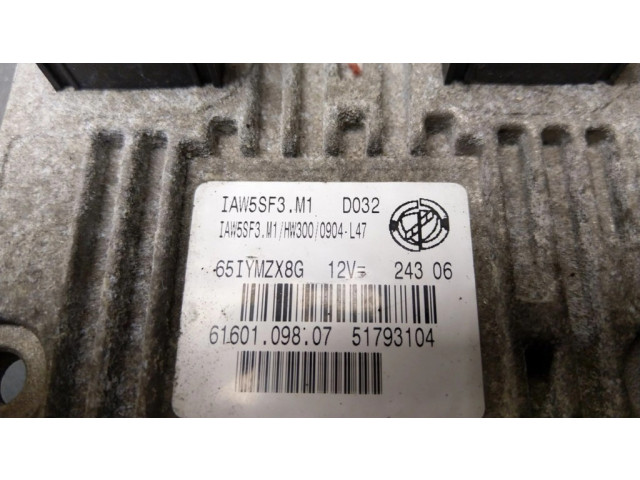 IAW5SF3.M1 D032
IAW5SF3.M1/HW300/0904-L47
65IYMZX8G 12V⎓ 243 06
61601.098.07 51793104